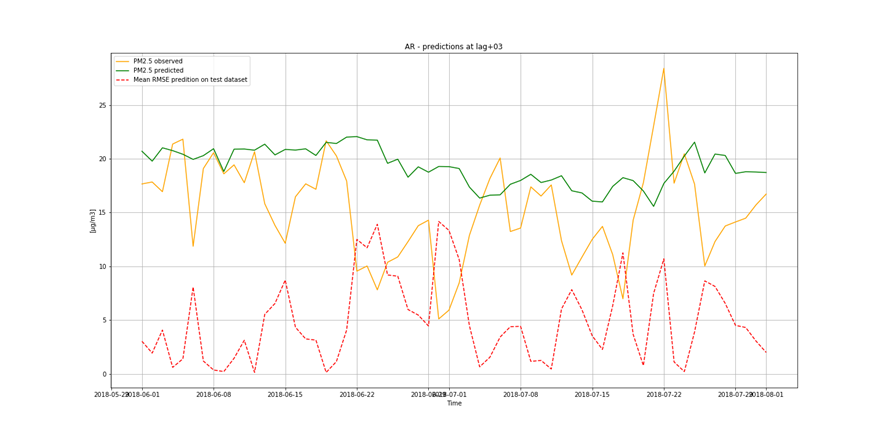 AR - predictions at lag+03
PM2.5 observed
PM2.5 predicted
Mean RMSE predition on test dataset
[μg/m3]
25
20
15
10
5
0
2018-06-01 2018-06-08 2018-06-15 2018-06-22 2018-07-01 2018-07-08 2018-07-15 2018-07-22 2018-08-01
Time